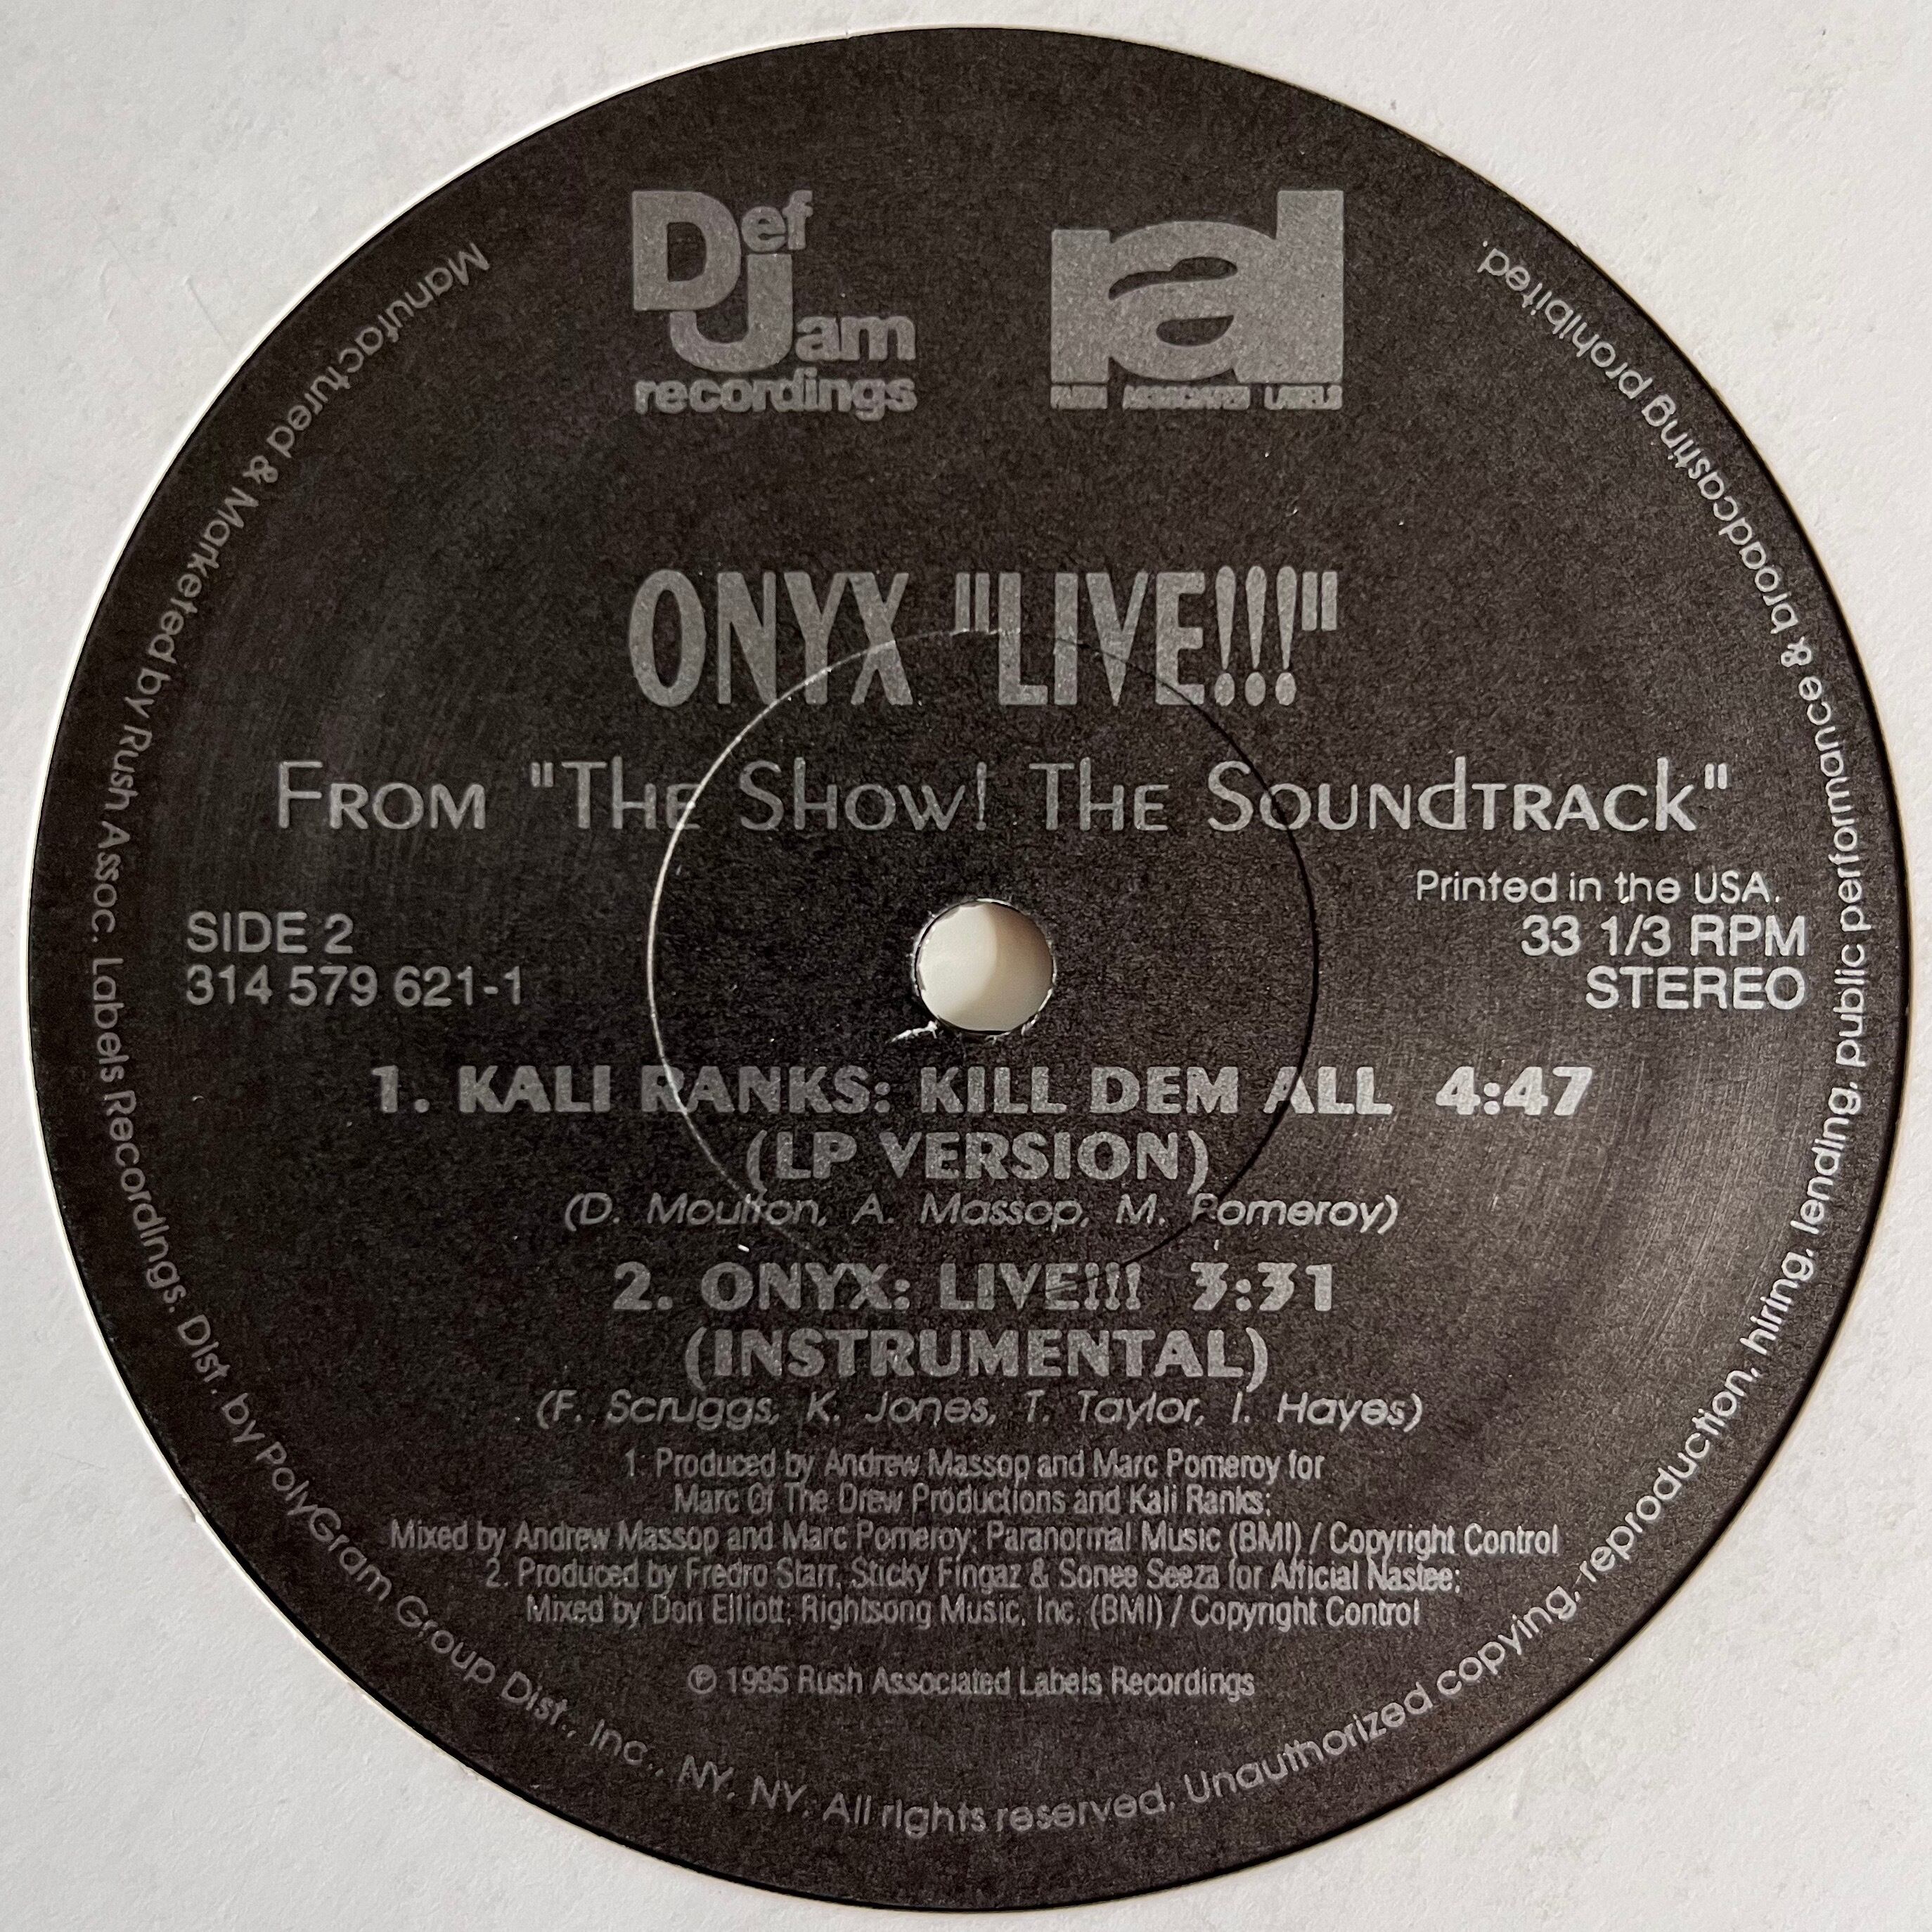 Def Jam
recordings
ral
RUSH ASSOCIATED LABELS
ONYX "LIVE!!!"
FROM "THE SHOW! THE SOUNDTRACK"
Printed in the USA.
SIDE 2
33 1/3 RPM
314 579 621-1
STEREO
1. KALI RANKS: KILL DEM ALL 4:47
(LP VERSION)
(D. Moulton, A. Massop, M. Pomeroy)
2. ONYX: LIVE!!! 3:31
(INSTRUMENTAL)
(F. Scruggs, K. Jones, T. Taylor, I. Hayes)
1: Produced by Andrew Massop and Marc Pomeroy for
Marc Of The Drew Productions and Kali Ranks;
Mixed by Andrew Massop and Marc Pomeroy; Paranormal Music (BMI) / Copyright Control
2. Produced by Fredro Starr, Sticky Fingaz & Sonee Seeza for Afficial Nastee;
Mixed by Don Elliott; Rightsong Music, Inc. (BMI) / Copyright Control
℗ 1995 Rush Associated Labels Recordings
Manufactured & Marketed by Rush Assoc. Labels Recordings. Dist. by PolyGram Group Dist., Inc., NY, NY. All rights reserved. Unauthorized copying, reproduction, hiring, lending, public performance & broadcasting prohibited.